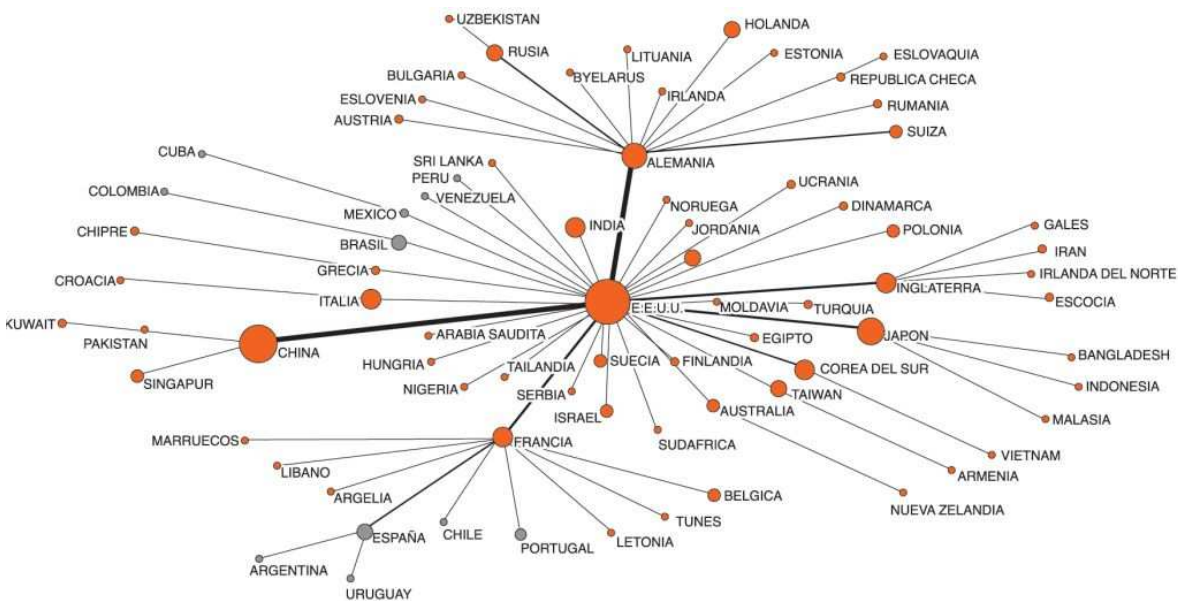 UZBEKISTAN
HOLANDA
RUSIA
LITUANIA
ESTONIA
ESLOVAQUIA
BULGARIA
BYELARUS
REPUBLICA CHECA
IRLANDA
ESLOVENIA
RUMANIA
AUSTRIA
SUIZA
CUBA
SRI LANKA
ALEMANIA
PERU
COLOMBIA
VENEZUELA
UCRANIA
NORUEGA
DINAMARCA
MEXICO
CHIPRE
INDIA
JORDANIA
POLONIA
GALES
BRASIL
IRAN
GRECIA
IRLANDA DEL NORTE
CROACIA
INGLATERRA
ITALIA
E.E.U.U.
MOLDAVIA
TURQUIA
ESCOCIA
KUWAIT
ARABIA SAUDITA
EGIPTO
JAPON
PAKISTAN
CHINA
BANGLADESH
HUNGRIA
TAILANDIA
SUECIA
FINLANDIA
COREA DEL SUR
SINGAPUR
NIGERIA
INDONESIA
SERBIA
TAIWAN
ISRAEL
AUSTRALIA
MALASIA
MARRUECOS
FRANCIA
SUDAFRICA
VIETNAM
LIBANO
ARMENIA
ARGELIA
BELGICA
NUEVA ZELANDIA
TUNES
ESPAÑA
CHILE
PORTUGAL
LETONIA
ARGENTINA
URUGUAY